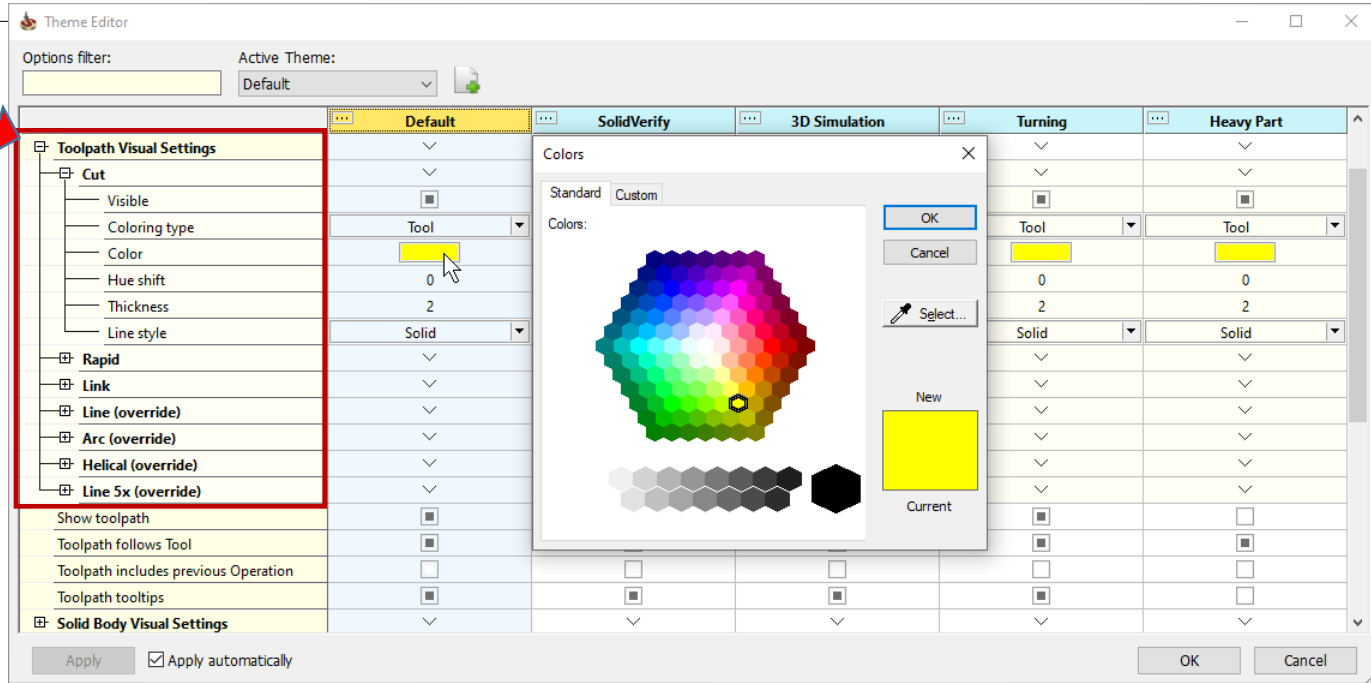 Theme Editor
Options filter: Active Theme:
Default
Default SolidVerify 3D Simulation Turning Heavy Part
Toolpath Visual Settings
Cut
Visible
Coloring type Tool Tool Tool
Color
Hue shift 0 0 0
Thickness 2 2 2
Line style Solid Solid Solid
Rapid
Link
Line (override)
Arc (override)
Helical (override)
Line 5x (override)
Show toolpath
Toolpath follows Tool
Toolpath includes previous Operation
Toolpath tooltips
Solid Body Visual Settings
Colors
Standard Custom
Colors:
OK
Cancel
Select...
New
Current
Apply Apply automatically OK Cancel